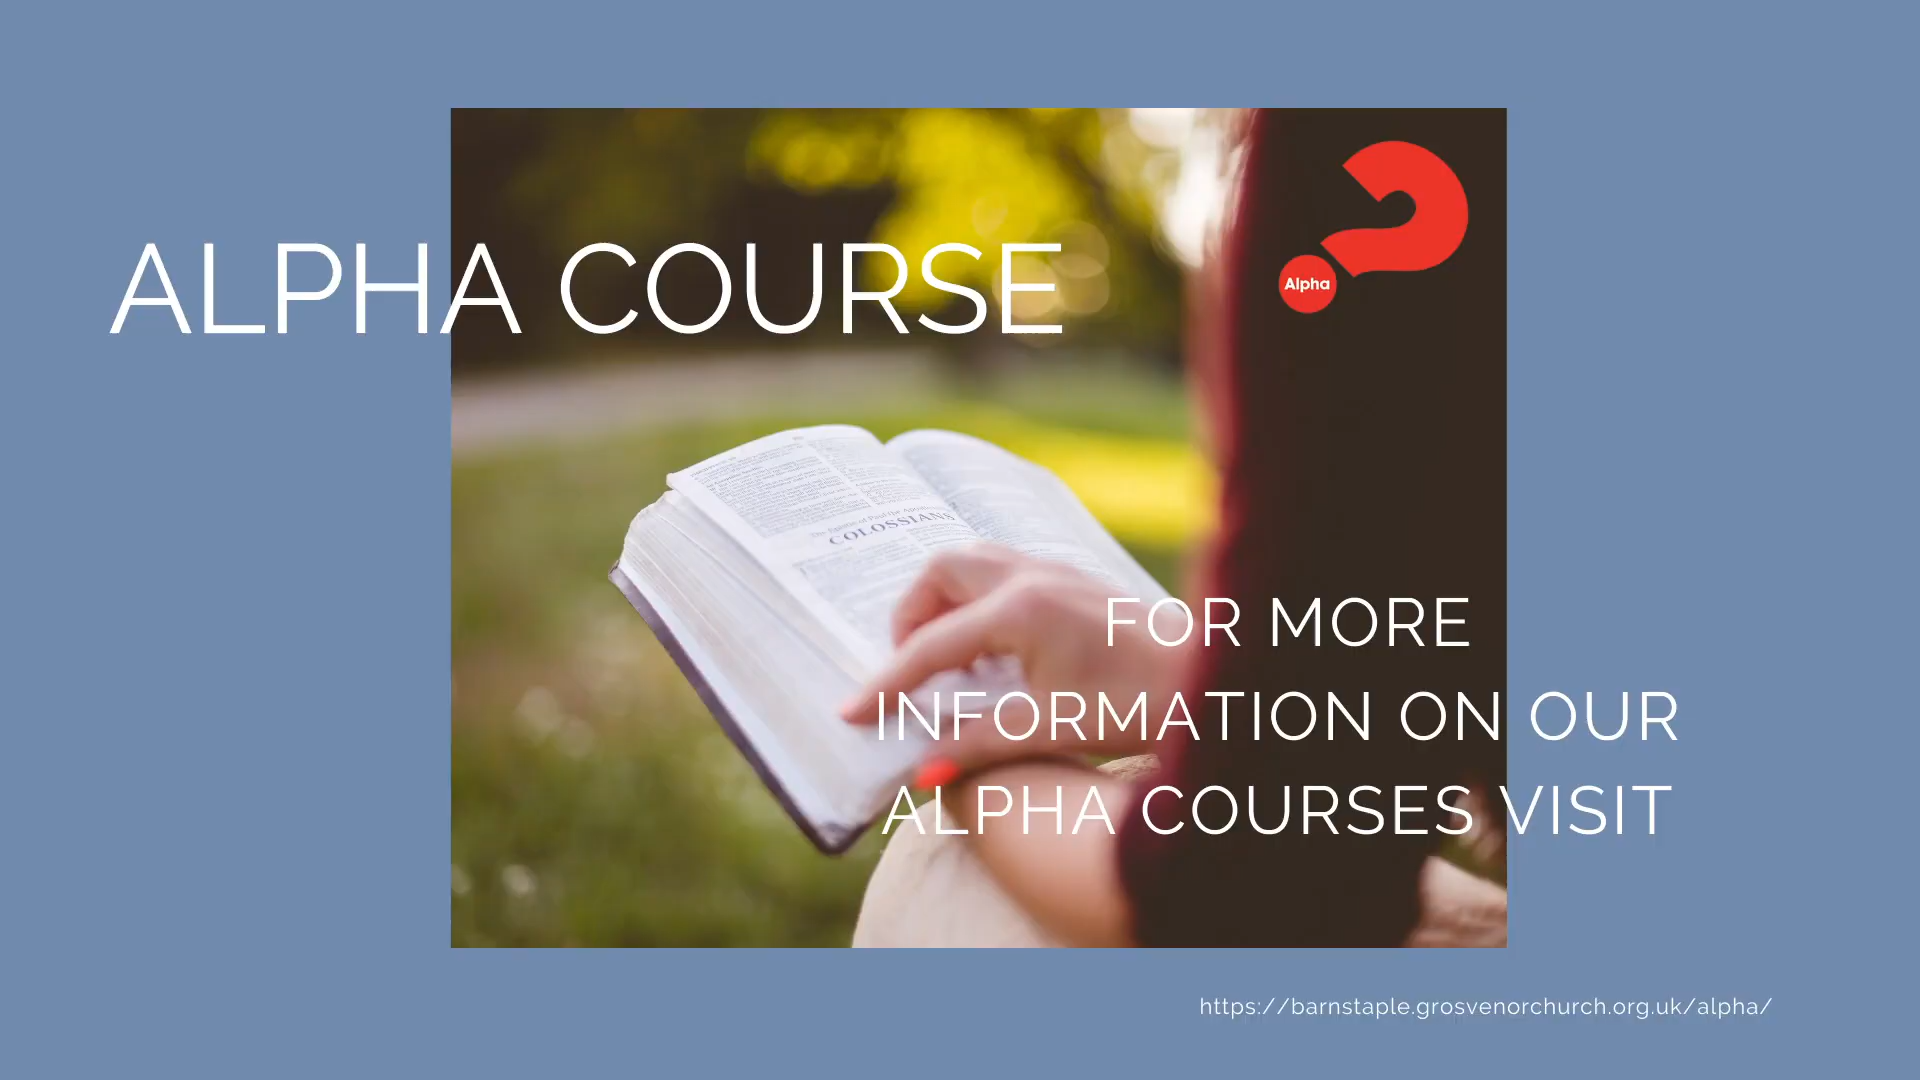 ALPHA COURSE
Alpha
COLOSSIANS
FOR MORE
INFORMATION ON OUR
ALPHA COURSES VISIT
https://barnstaple.grosvenorchurch.org.uk/alpha/